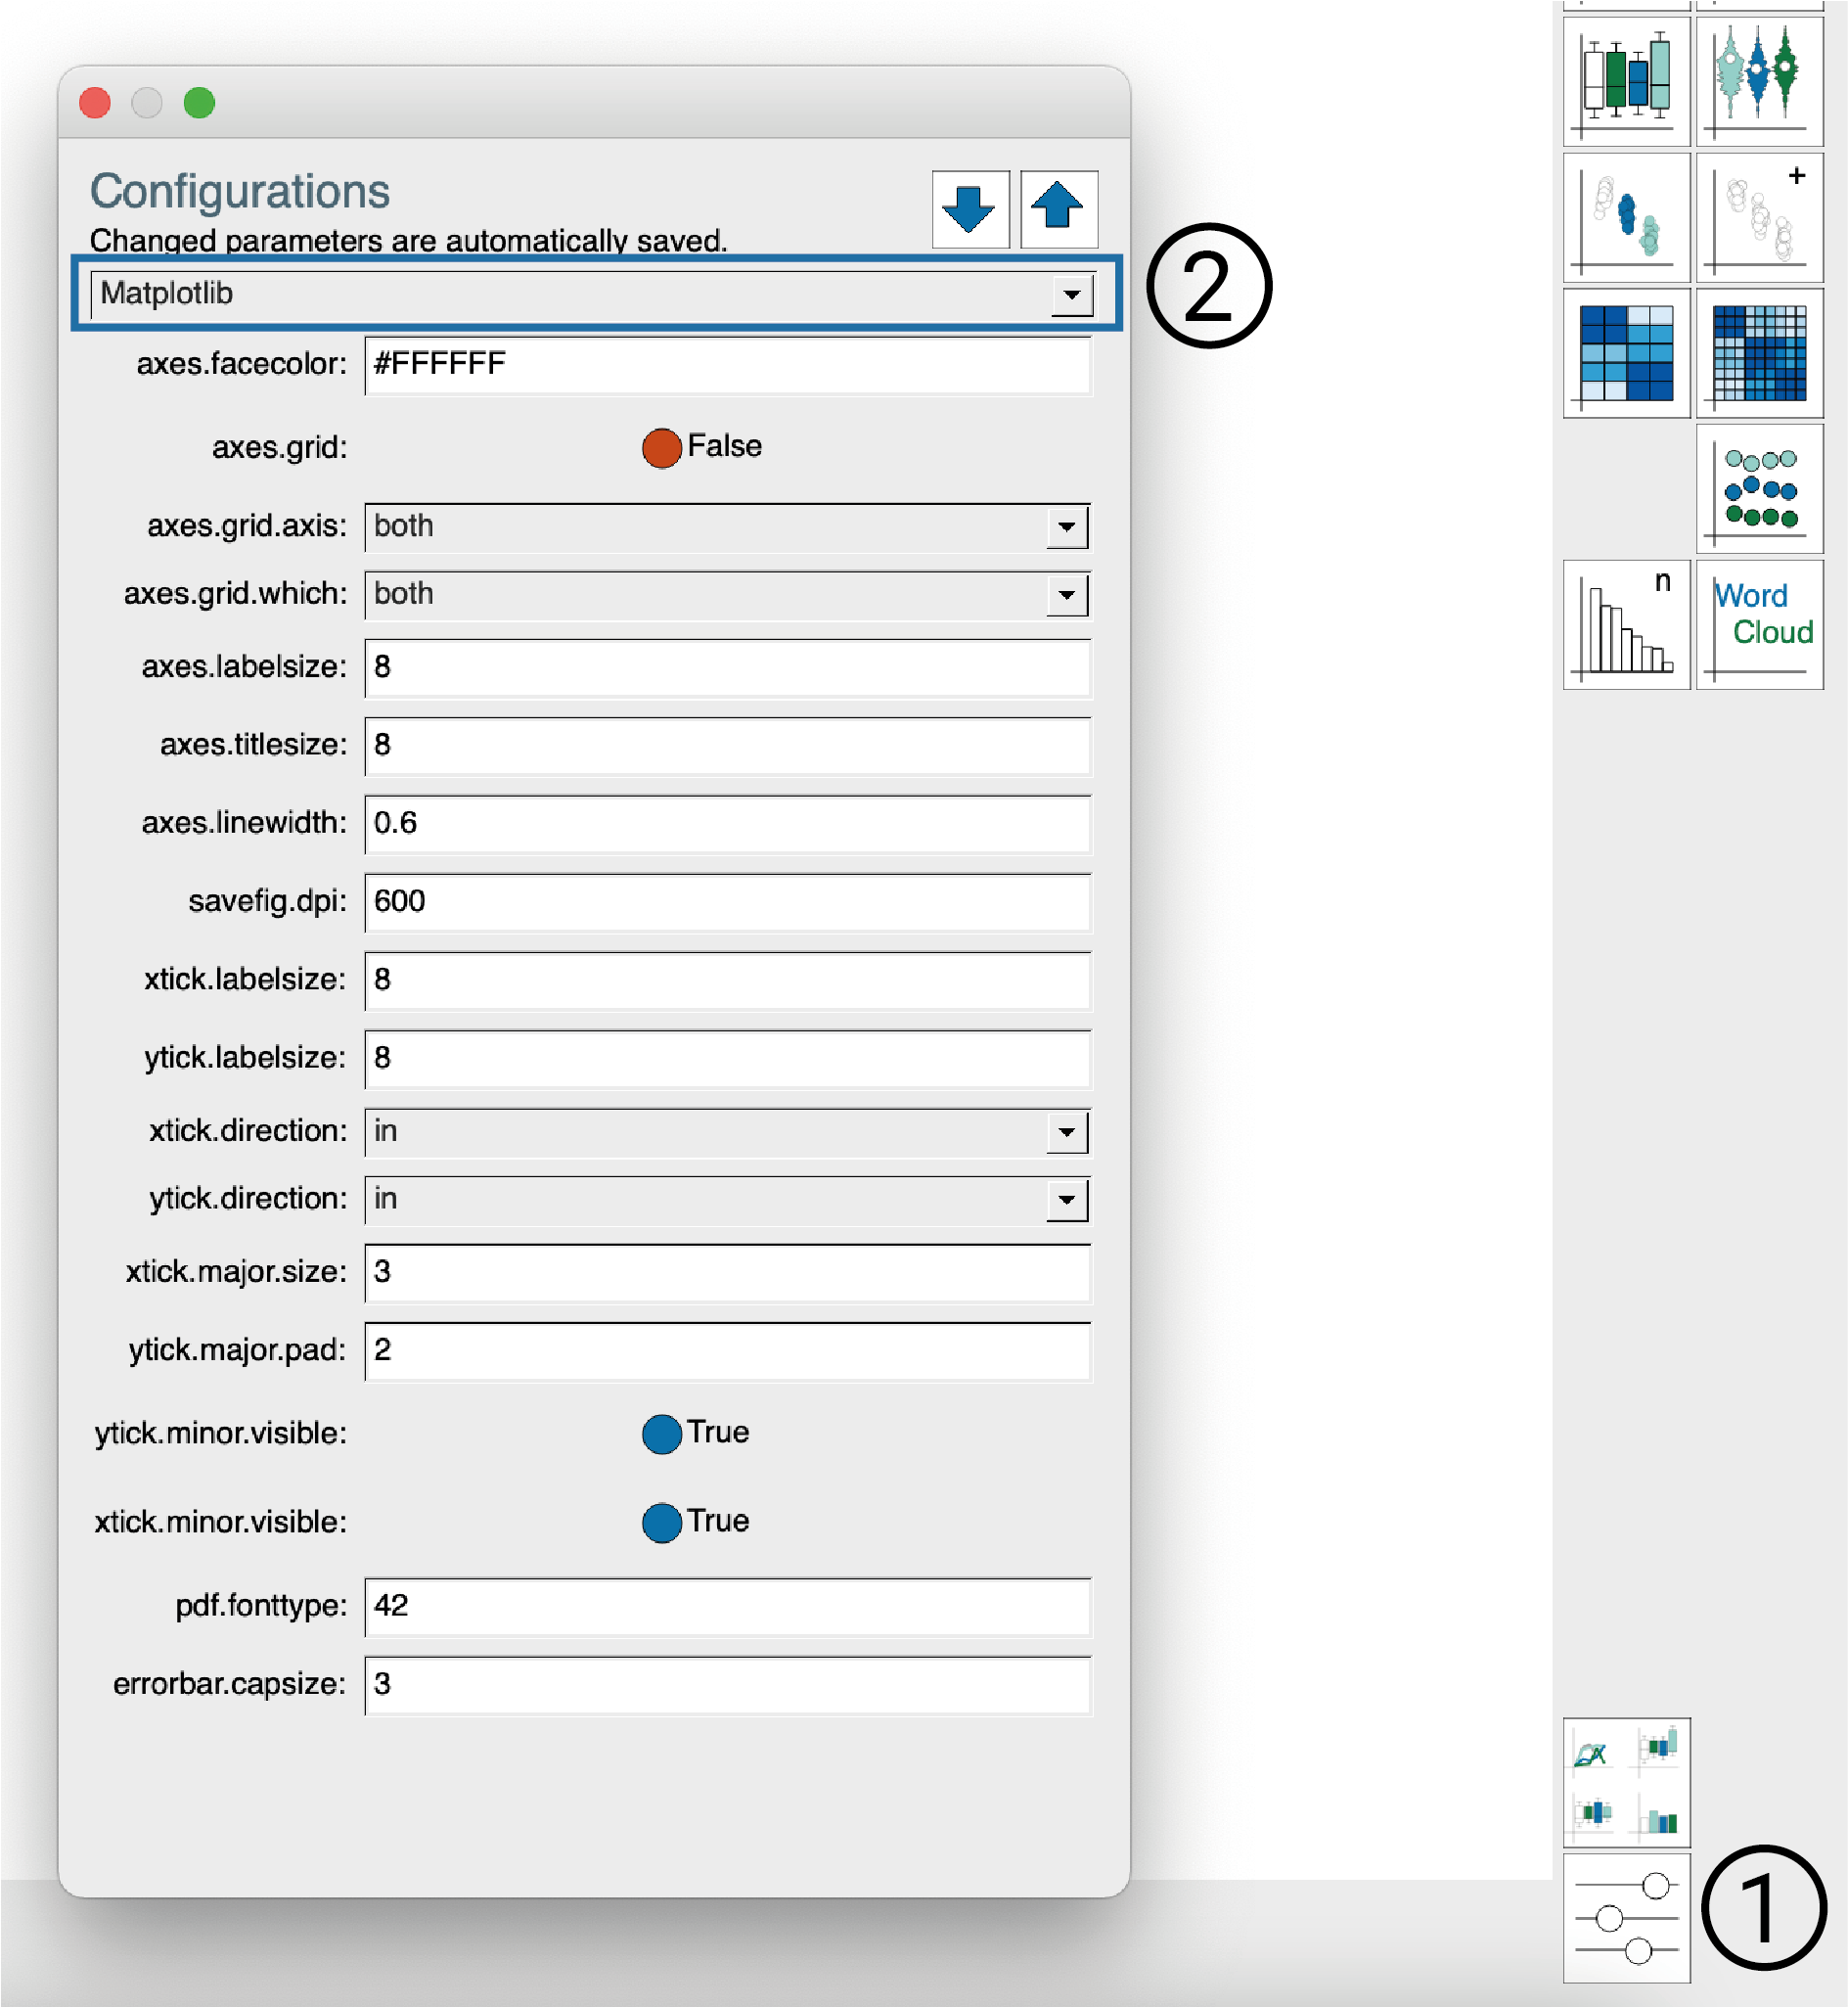 Configurations
Changed parameters are automatically saved.
Matplotlib
2
axes.facecolor: #FFFFFF
axes.grid: False
axes.grid.axis: both
axes.grid.which: both
axes.labelsize: 8
axes.titlesize: 8
axes.linewidth: 0.6
savefig.dpi: 600
xtick.labelsize: 8
ytick.labelsize: 8
xtick.direction: in
ytick.direction: in
xtick.major.size: 3
ytick.major.pad: 2
ytick.minor.visible: True
xtick.minor.visible: True
pdf.fonttype: 42
errorbar.capsize: 3
+
n
Word
Cloud
1